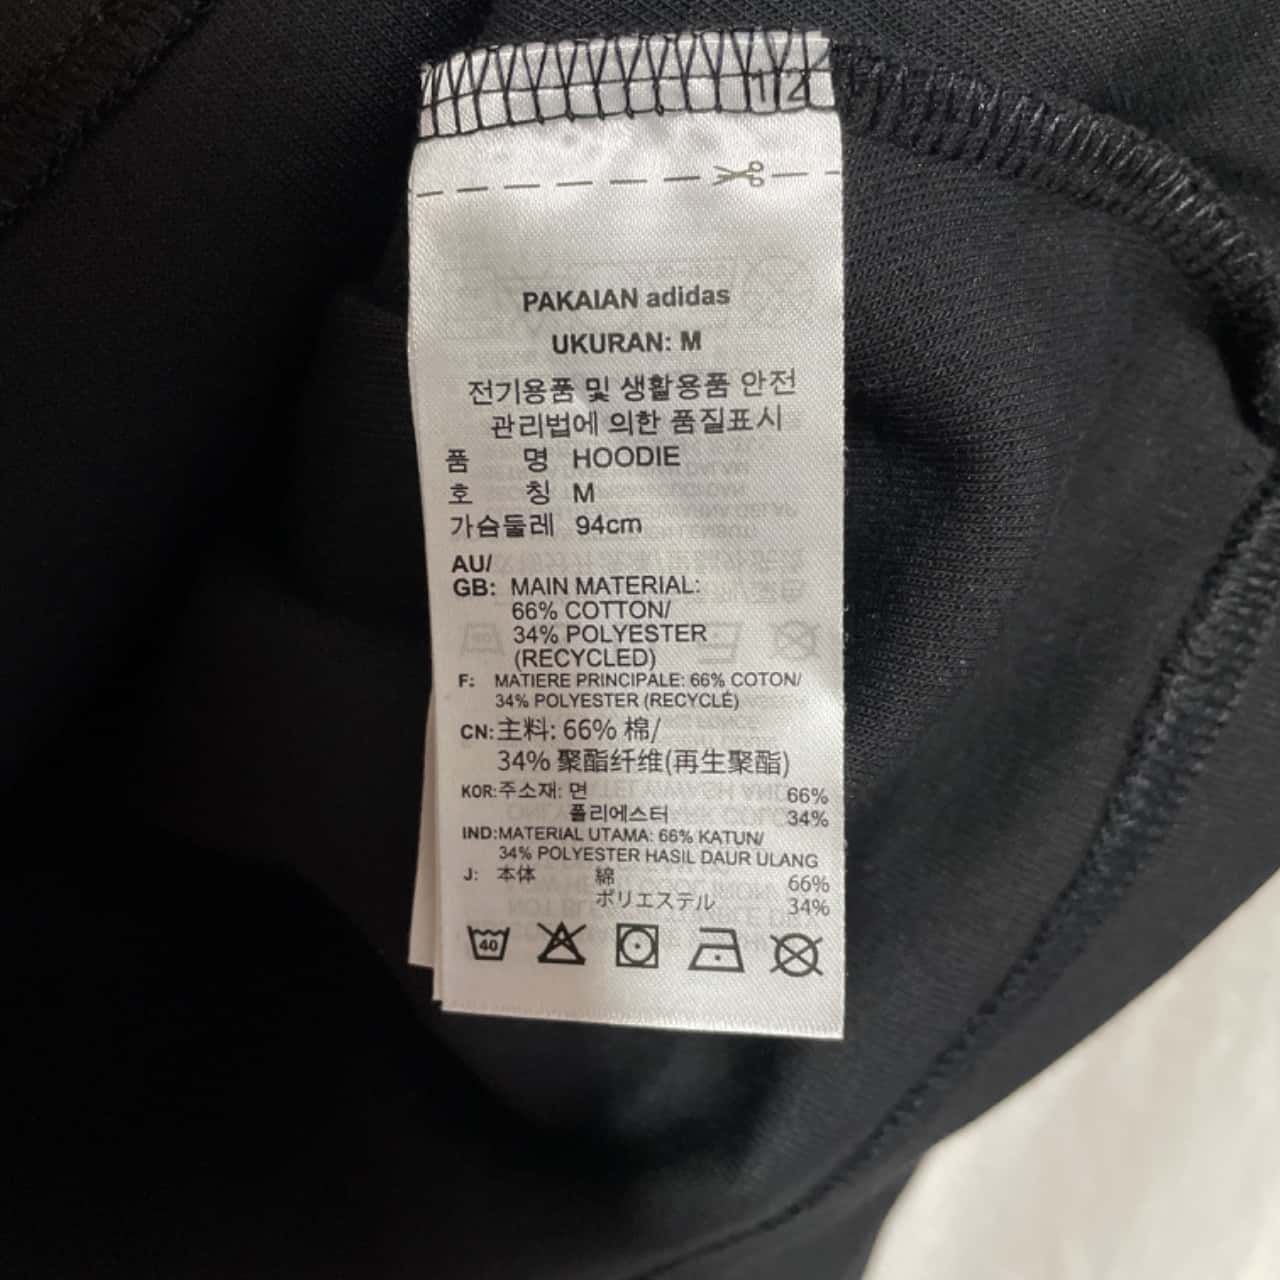 12
PAKAIAN adidas
UKURAN: M
전기용품 및 생활용품 안전
관리법에 의한 품질표시
품 명 HOODIE
호 칭 M
가슴둘레 94cm
AU/
GB: MAIN MATERIAL:
66% COTTON/
34% POLYESTER
(RECYCLED)
F: MATIERE PRINCIPALE: 66% COTON/
34% POLYESTER (RECYCLÉ)
CN: 主料: 66% 棉/
34% 聚酯纤维(再生聚酯)
KOR: 주소재: 면 66%
폴리에스터 34%
IND: MATERIAL UTAMA: 66% KATUN/
34% POLYESTER HASIL DAUR ULANG
J: 本体 綿 66%
ポリエステル 34%
40